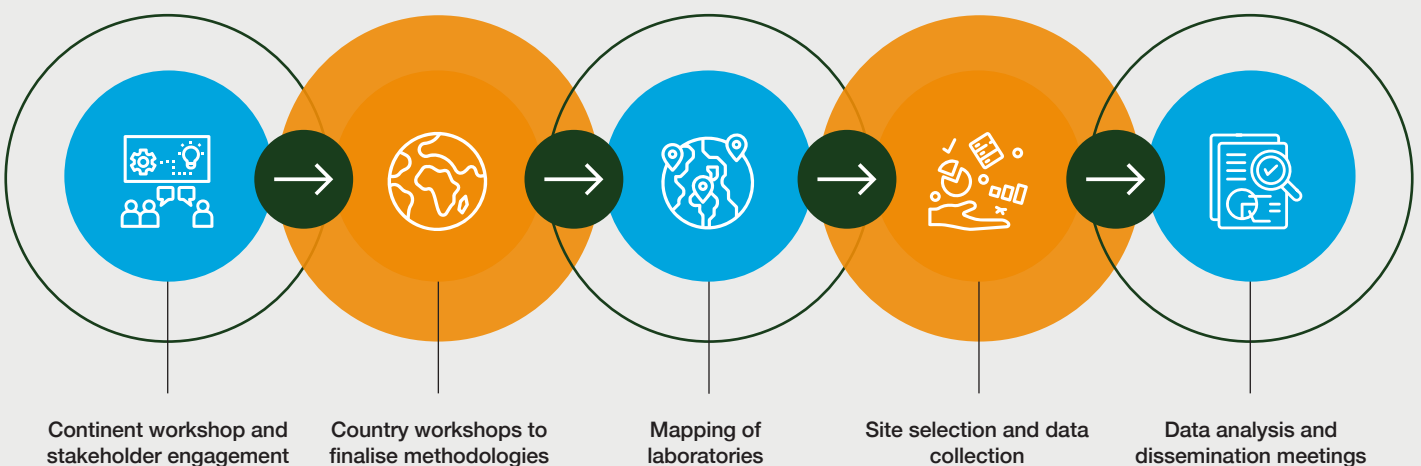 Continent workshop and
stakeholder engagement
Country workshops to
finalise methodologies
Mapping of
laboratories
Site selection and data
collection
Data analysis and
dissemination meetings